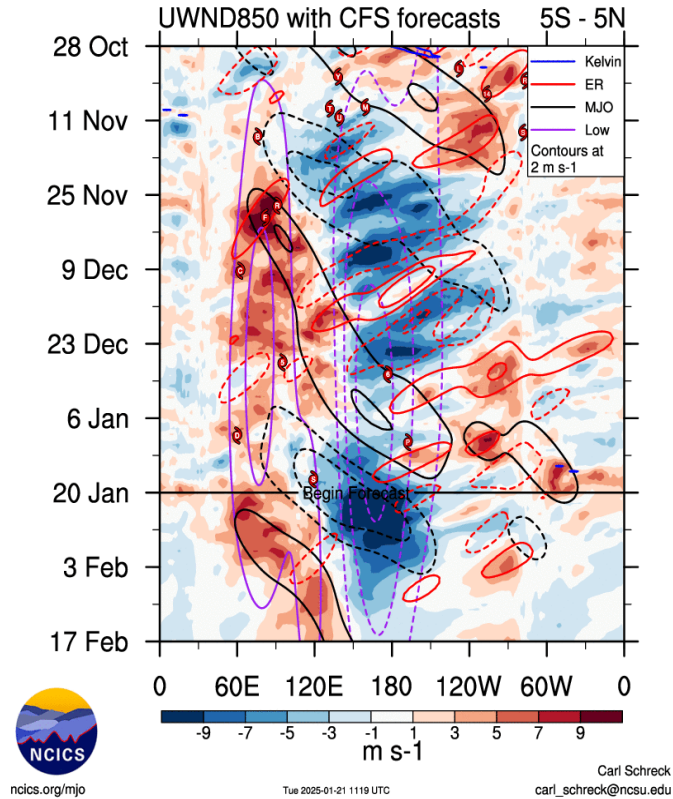 UWND850 with CFS forecasts 5S - 5N
28 Oct
11 Nov
25 Nov
9 Dec
23 Dec
6 Jan
20 Jan
3 Feb
17 Feb
Kelvin
ER
MJO
Low
Contours at
2 m s-1
Begin Forecast
0 60E 120E 180 120W 60W 0
-9 -7 -5 -3 -1 1 3 5 7 9
m s-1
NCICS
ncics.org/mjo
Tue 2025-01-21 1119 UTC
Carl Schreck
carl_schreck@ncsu.edu